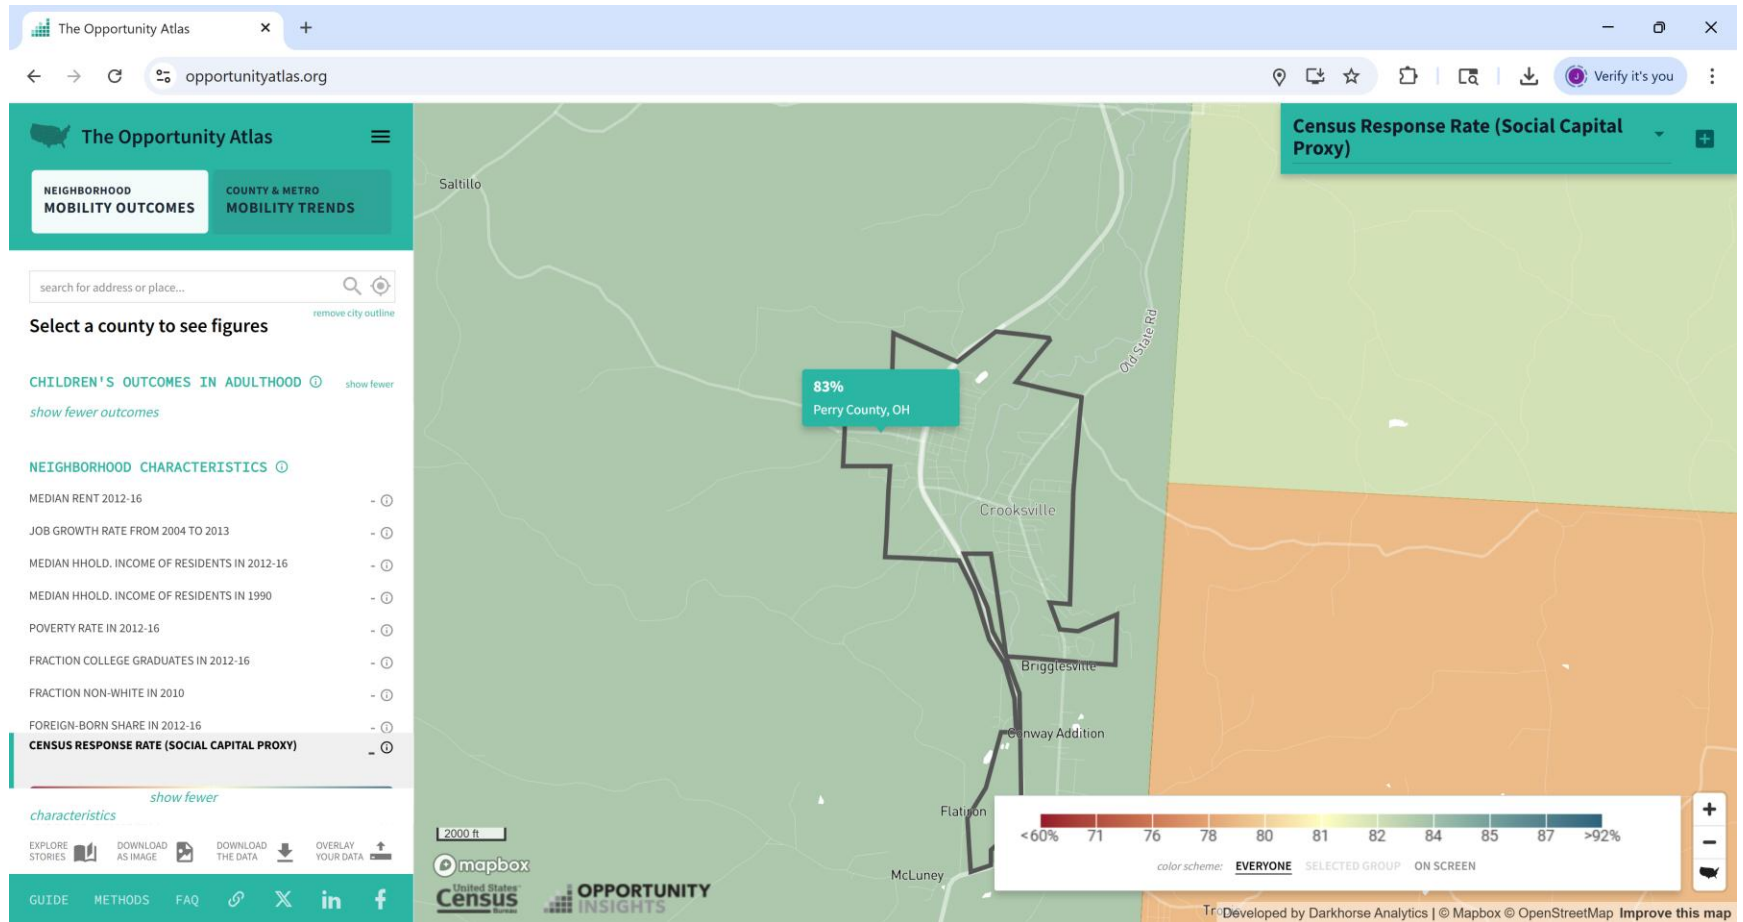 The Opportunity Atlas
opportunityatlas.org
Verify it's you
The Opportunity Atlas
NEIGHBORHOOD
MOBILITY OUTCOMES
COUNTY & METRO
MOBILITY TRENDS
search for address or place...
remove city outline
Select a county to see figures
CHILDREN'S OUTCOMES IN ADULTHOOD
show fewer
show fewer outcomes
NEIGHBORHOOD CHARACTERISTICS
MEDIAN RENT 2012-16 -
JOB GROWTH RATE FROM 2004 TO 2013 -
MEDIAN HHOLD. INCOME OF RESIDENTS IN 2012-16 -
MEDIAN HHOLD. INCOME OF RESIDENTS IN 1990 -
POVERTY RATE IN 2012-16 -
FRACTION COLLEGE GRADUATES IN 2012-16 -
FRACTION NON-WHITE IN 2010 -
FOREIGN-BORN SHARE IN 2012-16 -
CENSUS RESPONSE RATE (SOCIAL CAPITAL PROXY) -
show fewer
characteristics
EXPLORE
STORIES
DOWNLOAD
AS IMAGE
DOWNLOAD
THE DATA
OVERLAY
YOUR DATA
GUIDE METHODS FAQ
Census Response Rate (Social Capital
Proxy)
Saltillo
Old State Rd
83%
Perry County, OH
Crooksville
Brigglesville
Conway Addition
Flatiron
McLuney
2000 ft
mapbox
United States
Census
Bureau
OPPORTUNITY
INSIGHTS
<60% 71 76 78 80 81 82 84 85 87 >92%
color scheme: EVERYONE SELECTED GROUP ON SCREEN
Developed by Darkhorse Analytics | © Mapbox © OpenStreetMap Improve this map